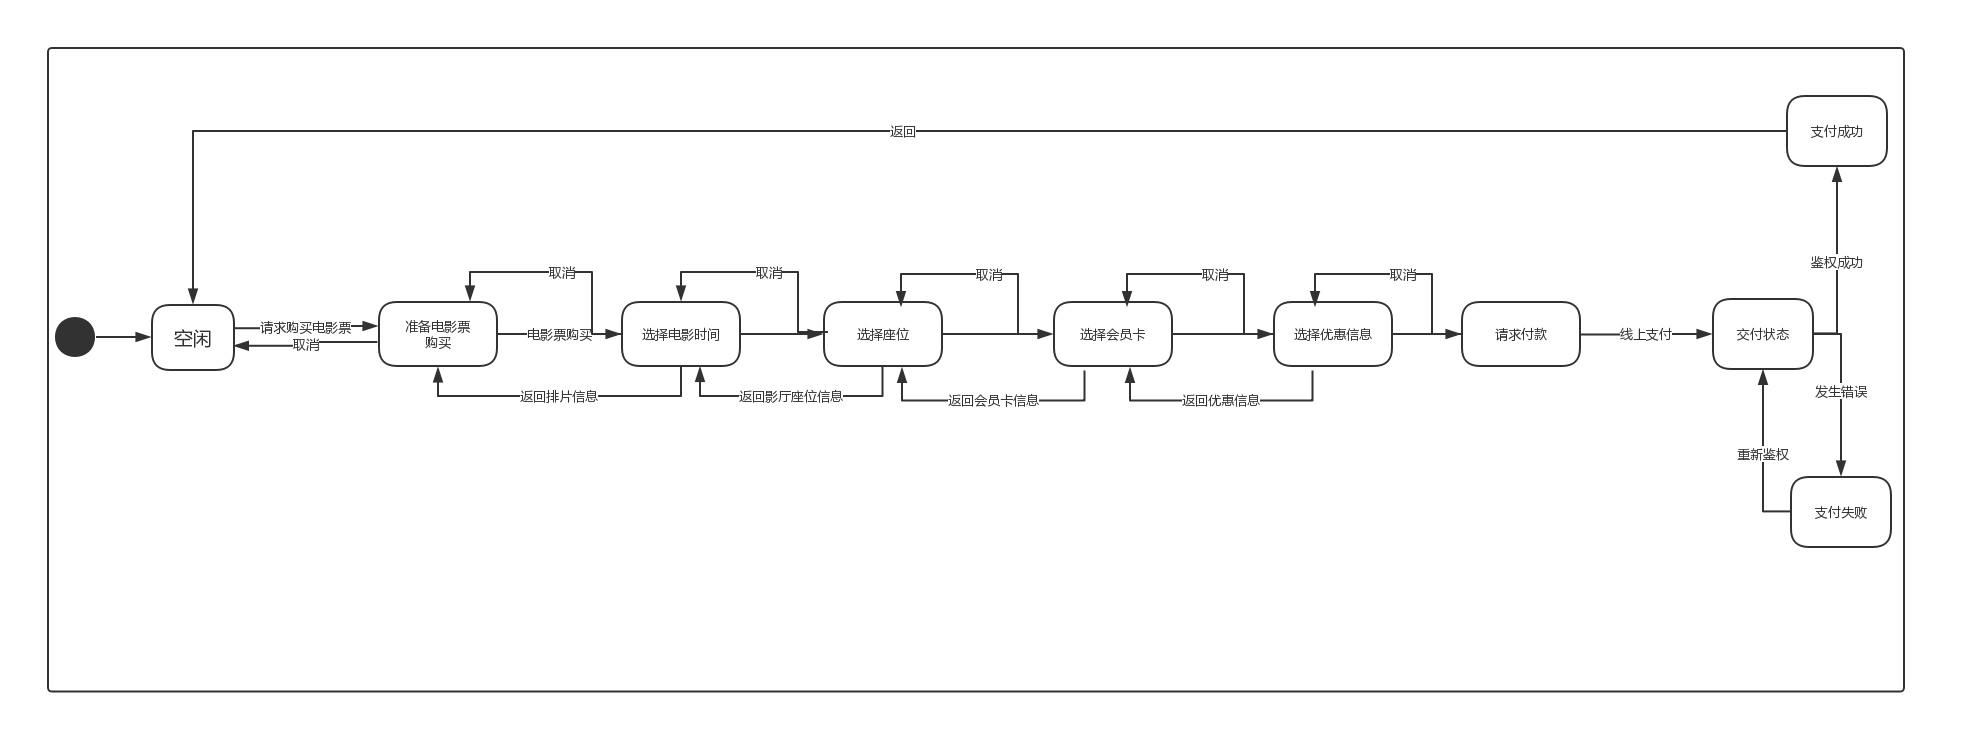 返回
支付成功
鉴权成功
取消
取消
取消
取消
取消
空闲
请求购买电影票
取消
准备电影票
购买
电影票购买
选择电影时间
选择座位
选择会员卡
选择优惠信息
请求付款
线上支付
交付状态
返回排片信息
返回影厅座位信息
返回会员卡信息
返回优惠信息
发生错误
重新鉴权
支付失败